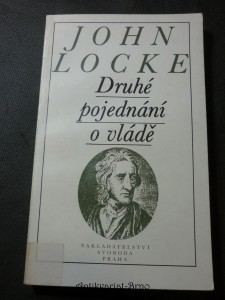 JOHN
LOCKE
Druhé
pojednání
o vládě
NAKLADATELSTVÍ
SVOBODA
PRAHA
Antikvariat-Brno